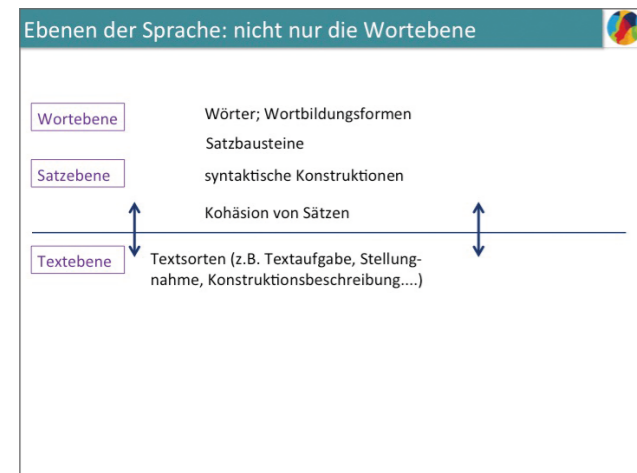 Ebenen der Sprache: nicht nur die Wortebene
Wortebene
Wörter; Wortbildungsformen
Satzbausteine
Satzebene
syntaktische Konstruktionen
Kohäsion von Sätzen
Textebene
Textsorten (z.B. Textaufgabe, Stellung-
nahme, Konstruktionsbeschreibung....)